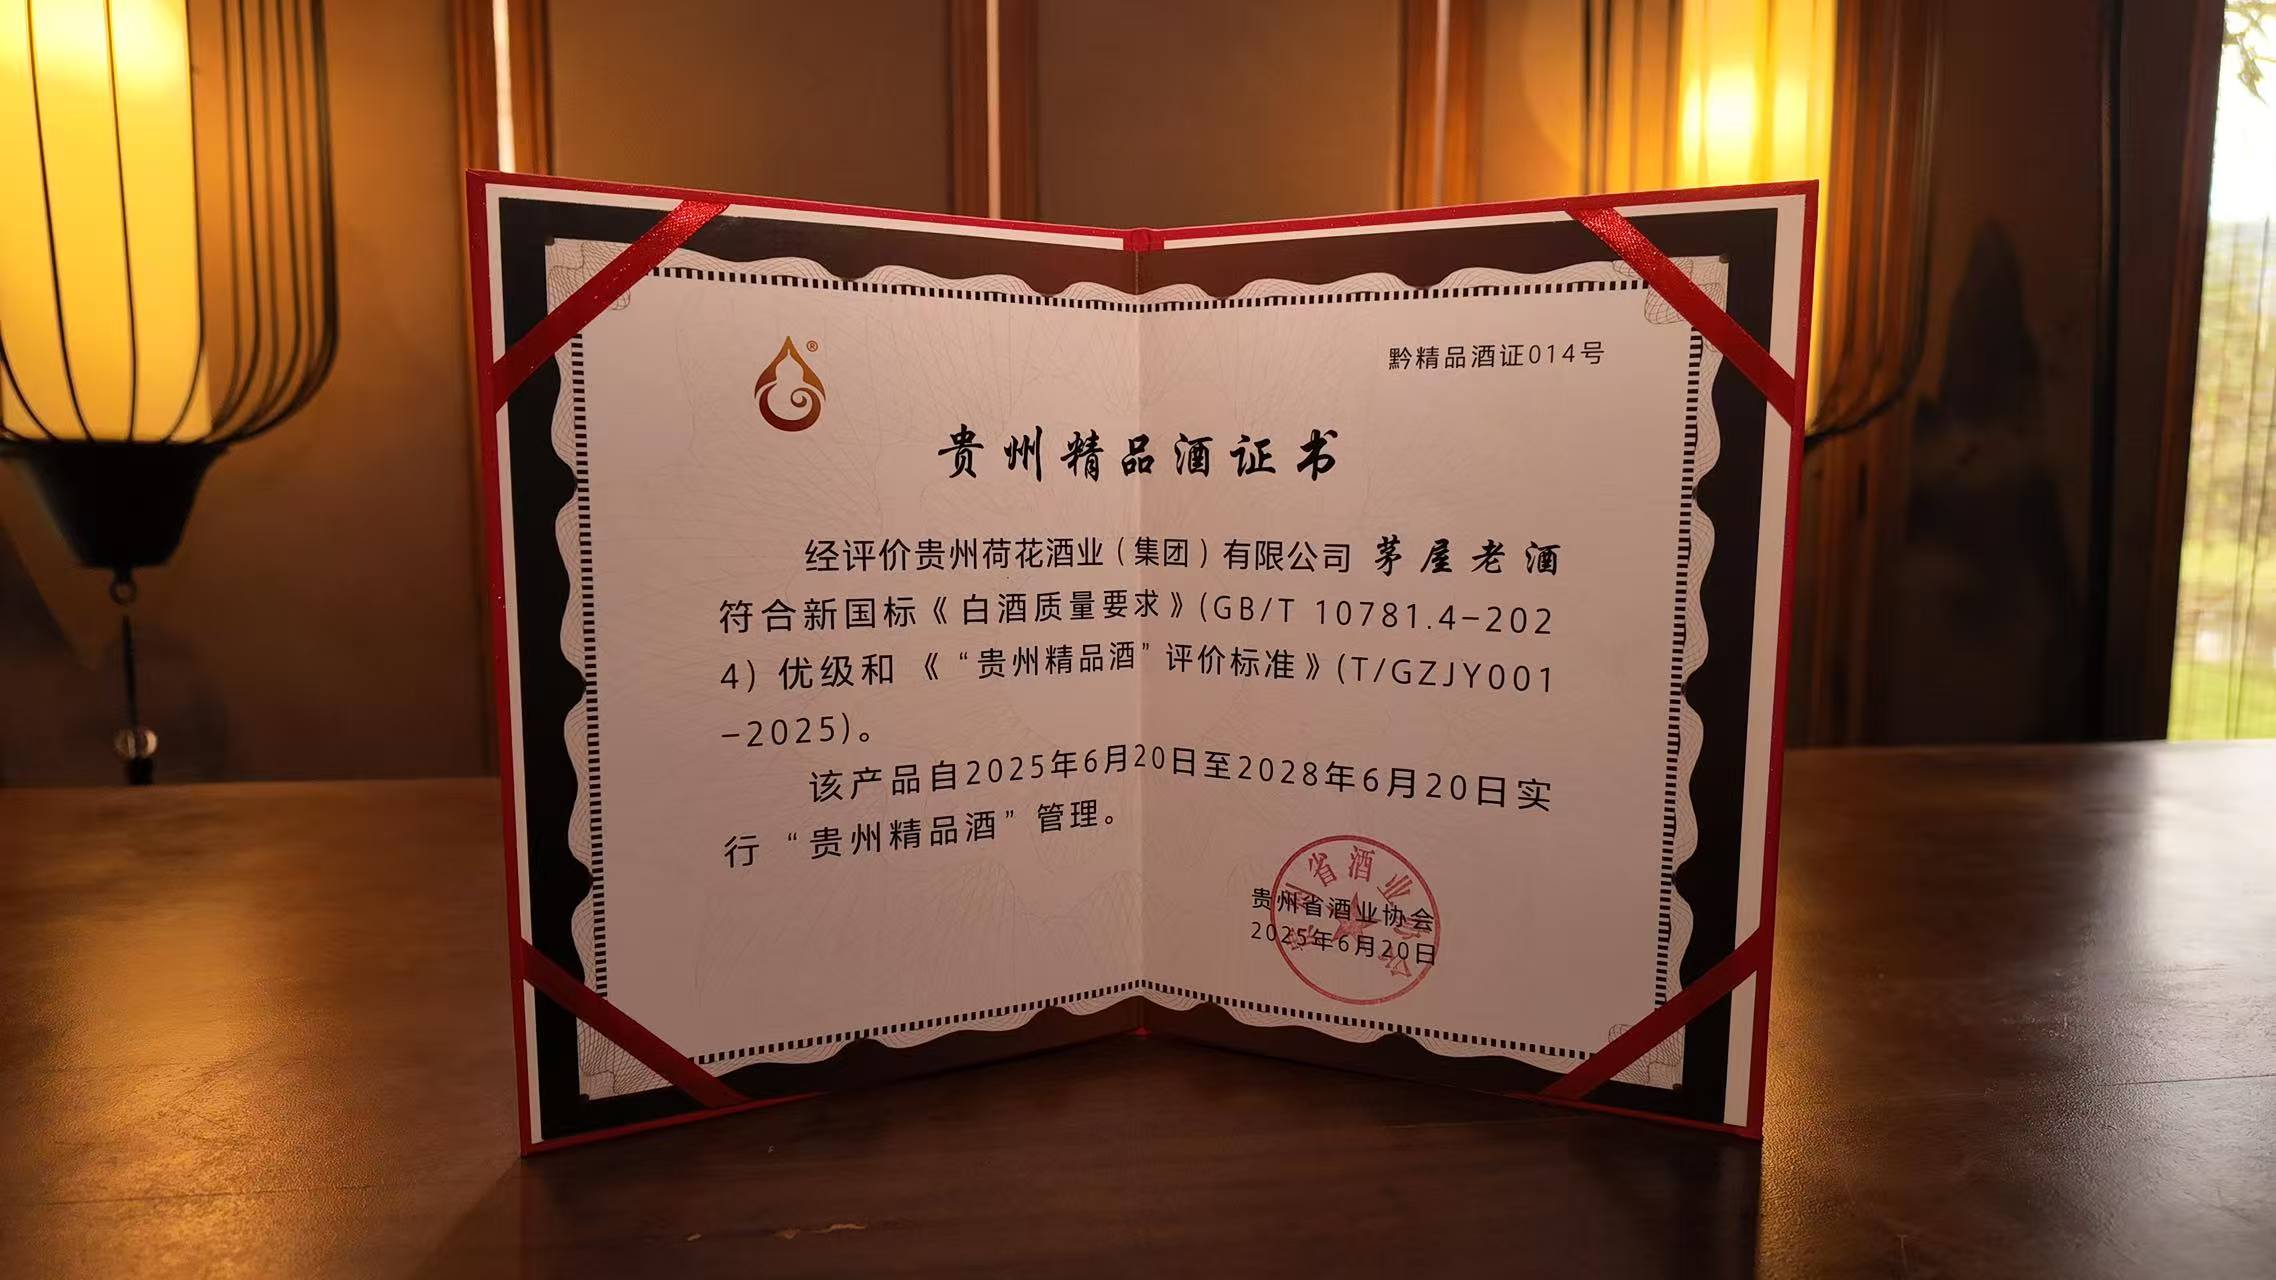 ®
黔精品酒证014号
贵州精品酒证书
经评价贵州荷花酒业（集团）有限公司 茅屋老酒
符合新国标《白酒质量要求》(GB/T 10781.4-202
4) 优级和《“贵州精品酒”评价标准》(T/GZJY001
-2025)。
该产品自2025年6月20日至2028年6月20日实
行“贵州精品酒”管理。
省酒业
贵州省酒业协会
2025年6月20日